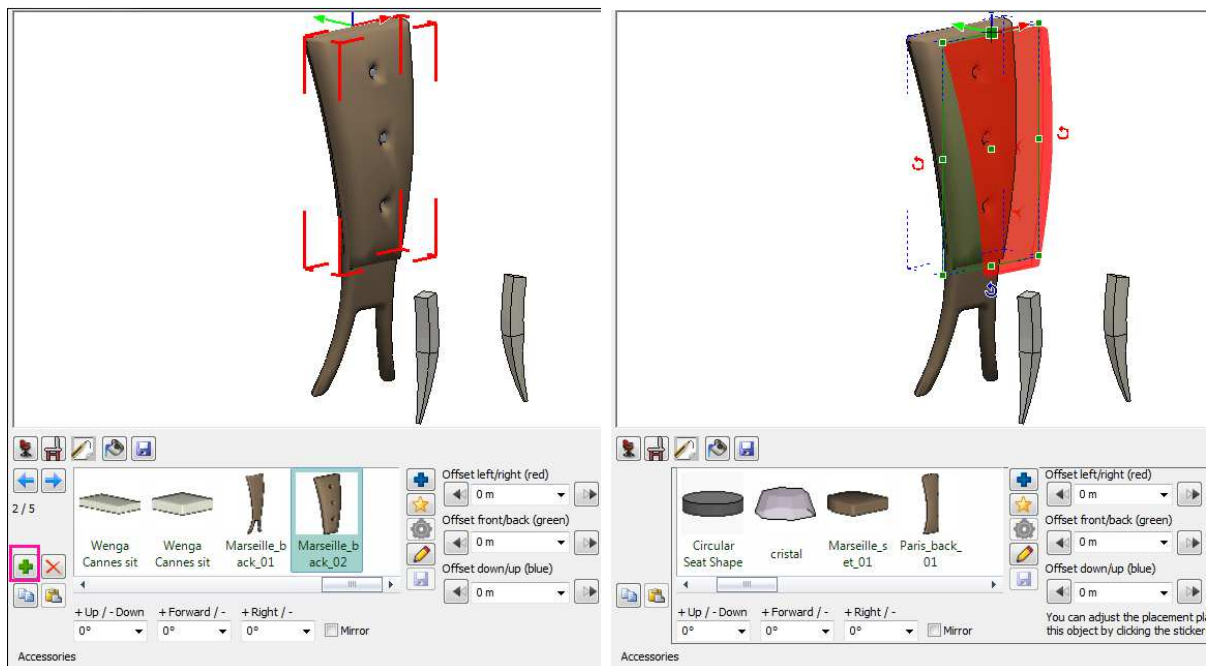 Offset left/right (red)
0 m
2 / 5
Offset front/back (green)
0 m
Wenga
Cannes sit
Wenga
Cannes sit
Marseille_b
ack_01
Marseille_b
ack_02
Offset down/up (blue)
0 m
+ Up / - Down
+ Forward / -
+ Right / -
0°
0°
0°
Mirror
Accessories
Offset left/right (red)
0 m
Offset front/back (green)
0 m
Circular
Seat Shape
cristal
Marseille_s
et_01
Paris_back_
01
Offset down/up (blue)
0 m
+ Up / - Down
+ Forward / -
+ Right / -
You can adjust the placement pla
0°
0°
0°
Mirror
this object by clicking the sticker
Accessories